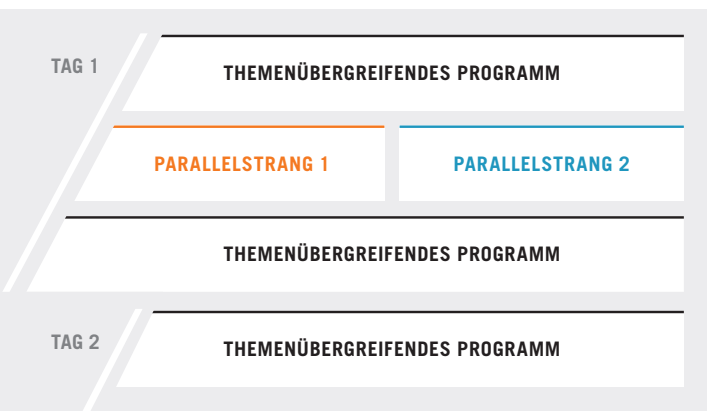 TAG 1
THEMENÜBERGREIFENDES PROGRAMM
PARALLELSTRANG 1
PARALLELSTRANG 2
THEMENÜBERGREIFENDES PROGRAMM
TAG 2
THEMENÜBERGREIFENDES PROGRAMM